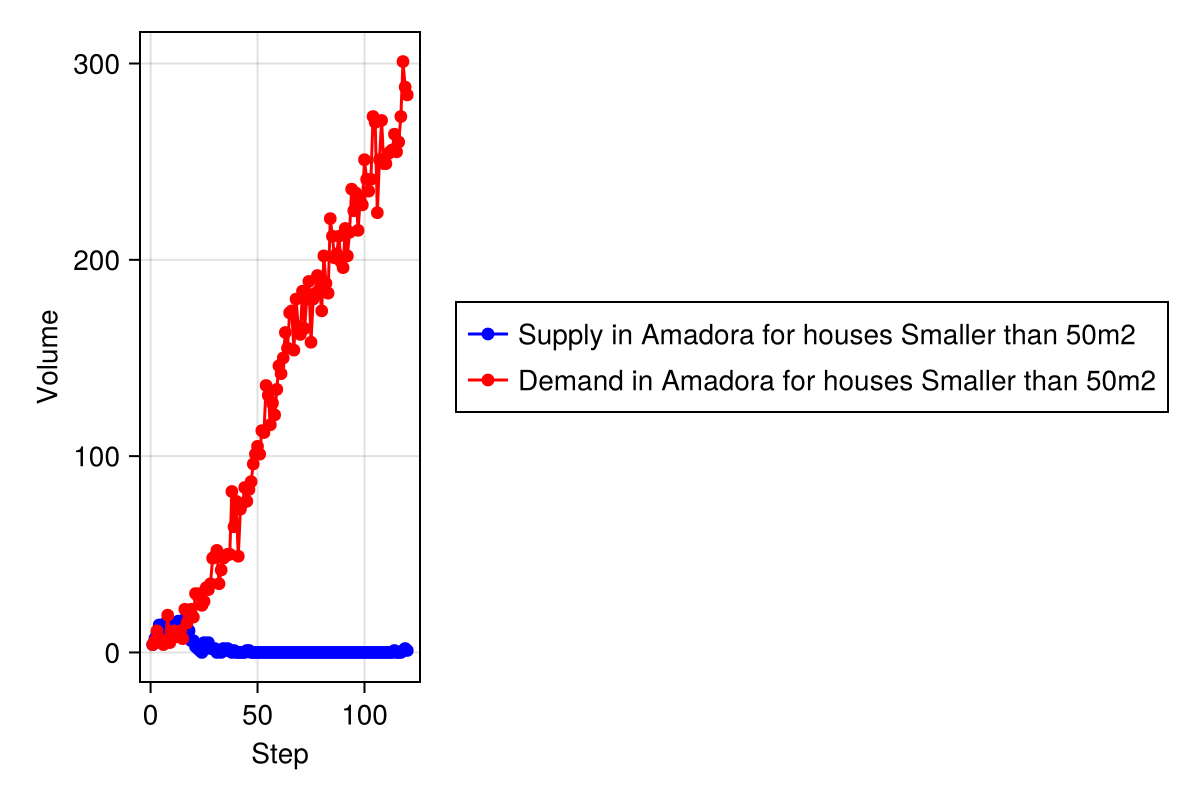 300
200
100
0
Volume
0 50 100
Step
Supply in Amadora for houses Smaller than 50m2
Demand in Amadora for houses Smaller than 50m2